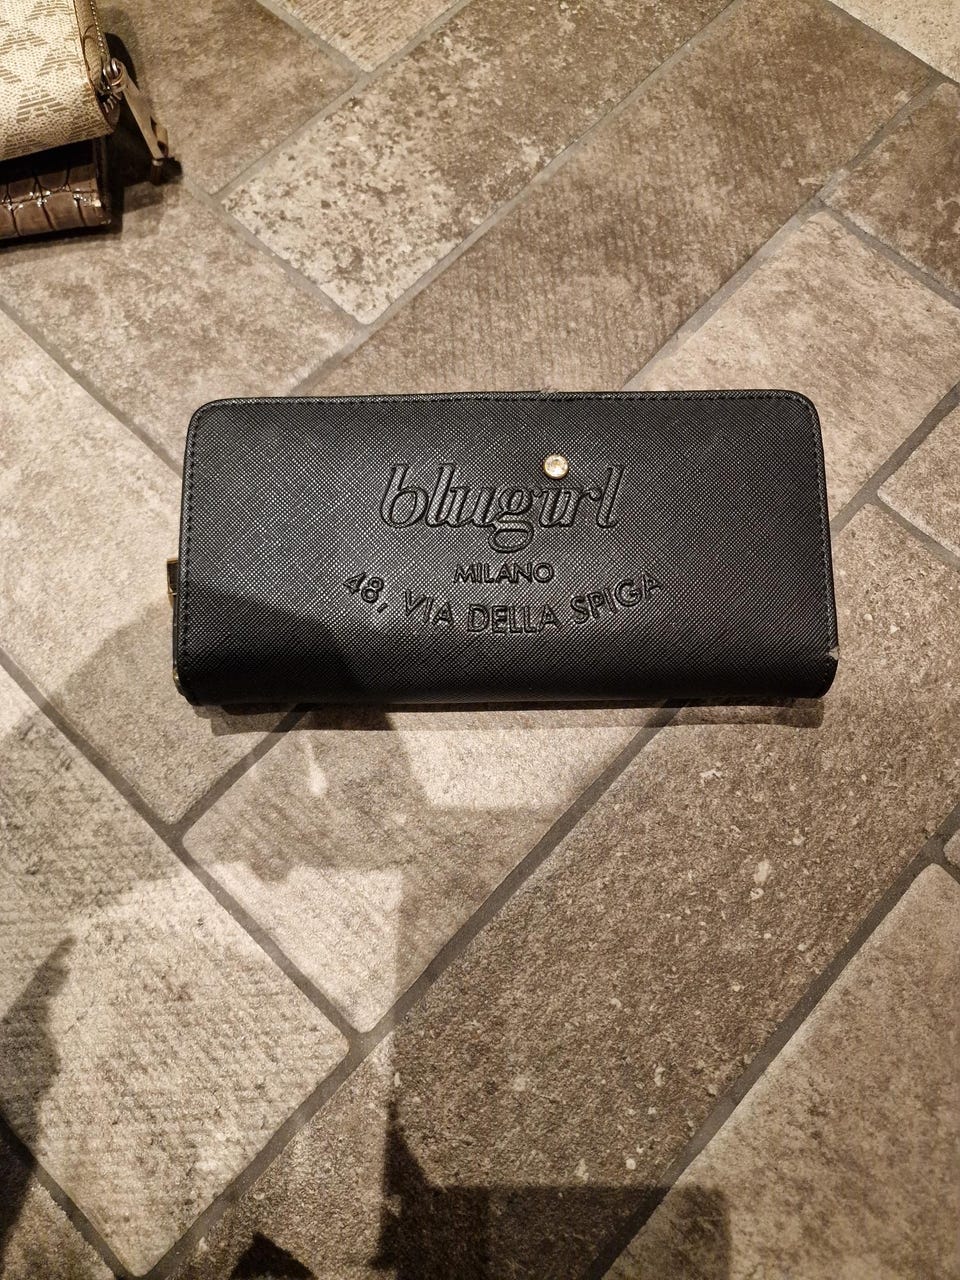 blugirl
MILANO
48, VIA DELLA SPIGA